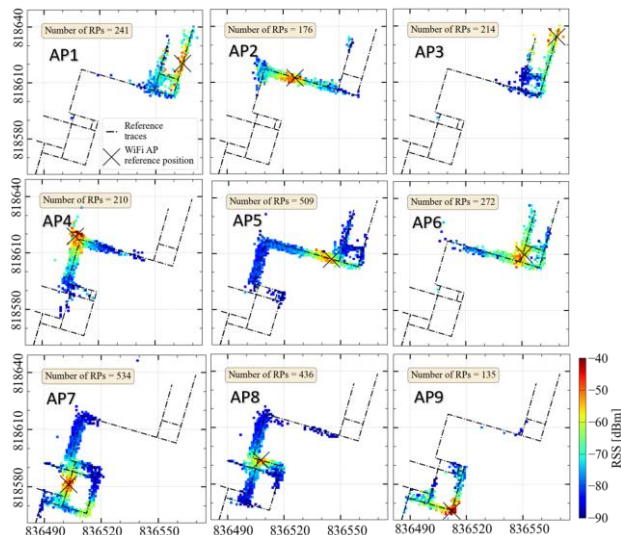 818640
818610
818580
Number of RPs = 241
AP1
Reference
traces
WiFi AP
reference position
Number of RPs = 176
AP2
Number of RPs = 214
AP3
818640
818610
818580
Number of RPs = 210
AP4
Number of RPs = 509
AP5
Number of RPs = 272
AP6
818640
818610
818580
Number of RPs = 534
AP7
Number of RPs = 436
AP8
Number of RPs = 135
AP9
836490 836520 836550
836490 836520 836550
836490 836520 836550
−40
−50
−60
−70
−80
−90
RSS [dBm]